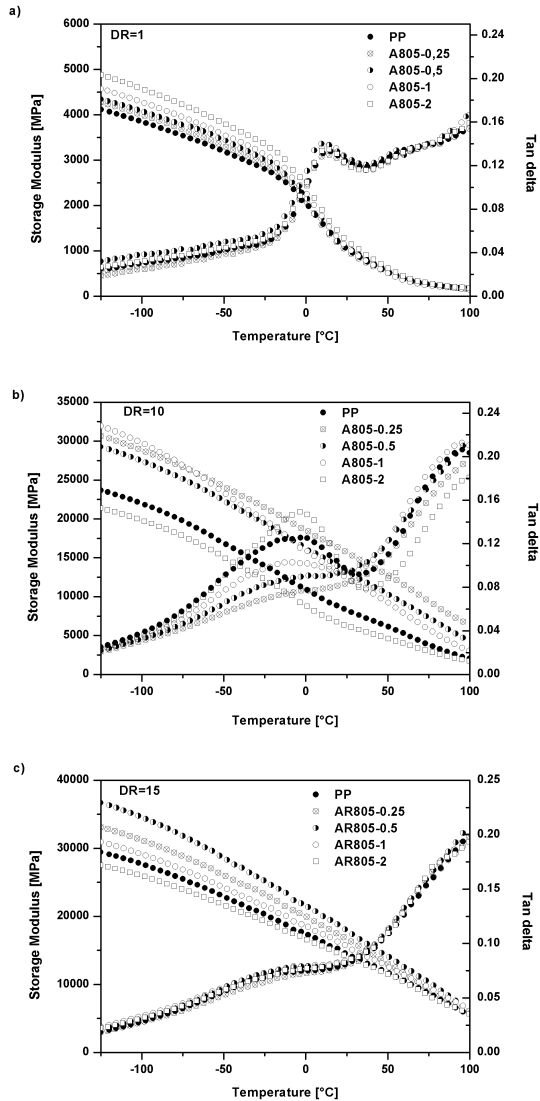 a)
DR=1
PP
A805-0,25
A805-0,5
A805-1
A805-2
6000
5000
4000
3000
2000
1000
0
0.24
0.20
0.16
0.12
0.08
0.04
0.00
-100
-50
0
50
100
Storage Modulus [MPa]
Tan delta
Temperature [°C]
b)
DR=10
PP
A805-0.25
A805-0.5
A805-1
A805-2
35000
30000
25000
20000
15000
10000
5000
0
0.24
0.20
0.16
0.12
0.08
0.04
0.00
-100
-50
0
50
100
Storage Modulus [MPa]
Tan delta
Temperature [°C]
c)
DR=15
PP
AR805-0.25
AR805-0.5
AR805-1
AR805-2
40000
30000
20000
10000
0
0.25
0.20
0.15
0.10
0.05
0.00
-100
-50
0
50
100
Storage Modulus [MPa]
Tan delta
Temperature [°C]